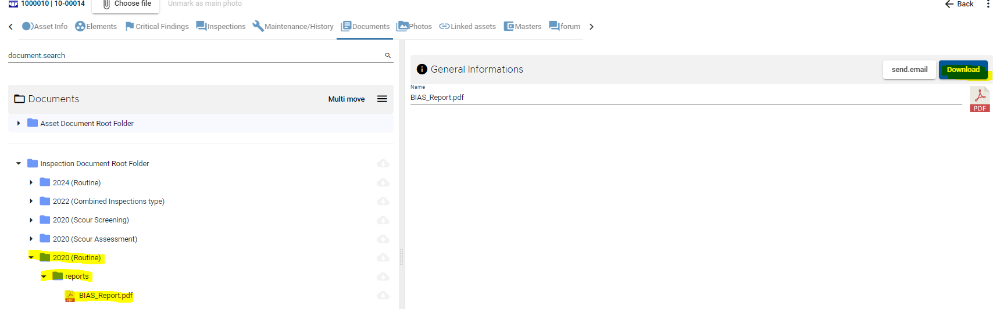 1000010 | 10-00014 Choose file Unmark as main photo Back
Asset Info Elements Critical Findings Inspections Maintenance/History Documents Photos Linked assets Masters forum
document.search
General Informations send.email Download
Name
BIAS_Report.pdf
PDF
Documents Multi move
Asset Document Root Folder
Inspection Document Root Folder
2024 (Routine)
2022 (Combined Inspections type)
2020 (Scour Screening)
2020 (Scour Assessment)
2020 (Routine)
reports
PDF BIAS_Report.pdf